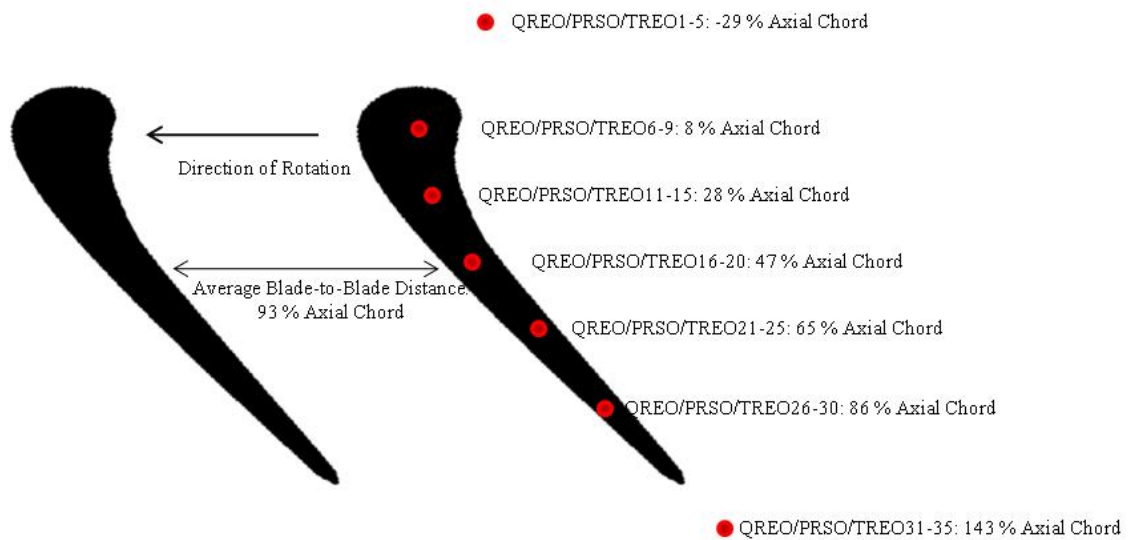 QREO/PRSO/TREO1-5: -29 % Axial Chord
QREO/PRSO/TREO6-9: 8 % Axial Chord
Direction of Rotation
QREO/PRSO/TREO11-15: 28 % Axial Chord
QREO/PRSO/TREO16-20: 47 % Axial Chord
Average Blade-to-Blade Distance:
93 % Axial Chord
QREO/PRSO/TREO21-25: 65 % Axial Chord
QREO/PRSO/TREO26-30: 86 % Axial Chord
QREO/PRSO/TREO31-35: 143 % Axial Chord